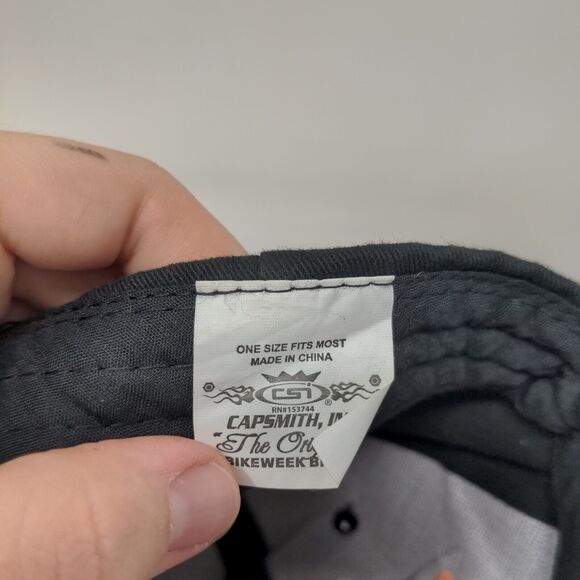 ONE SIZE FITS MOST
MADE IN CHINA
CSI
®
RN#153744
CAPSMITH, IN
"The Ori
BIKEWEEK B